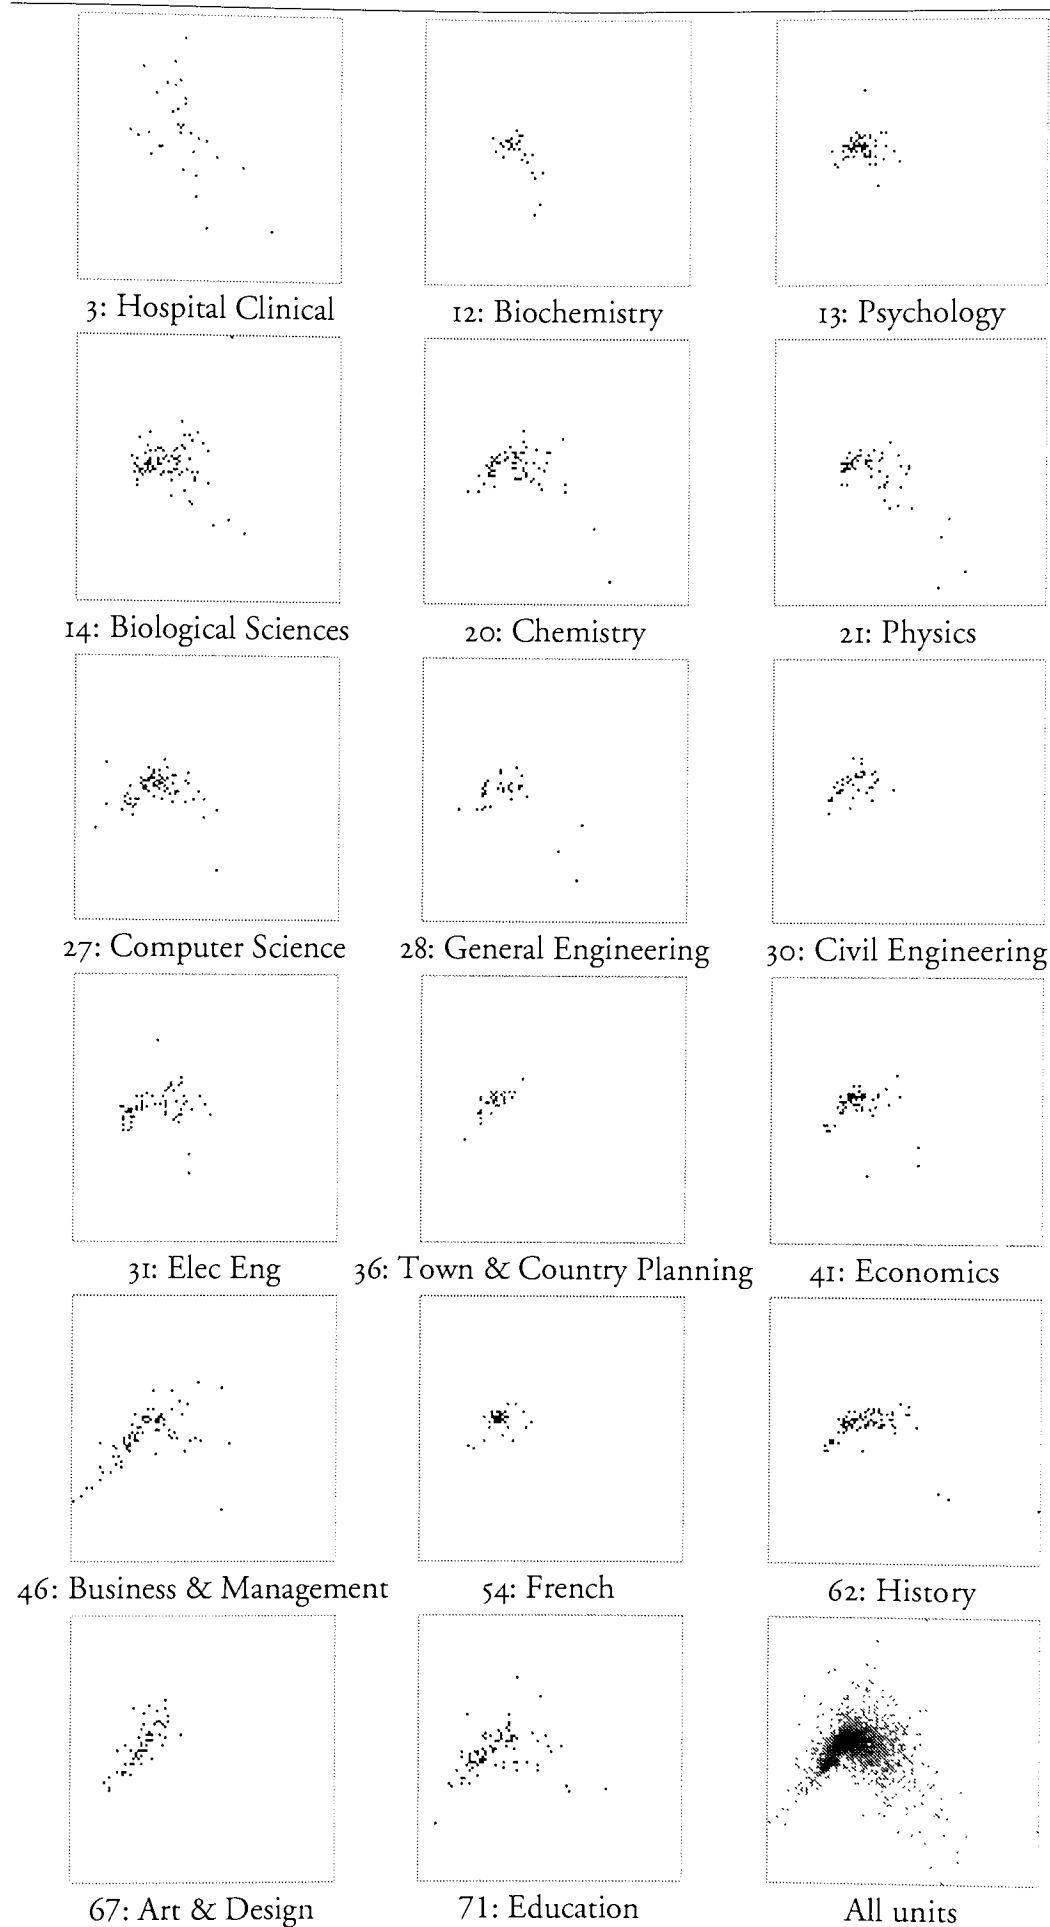 3: Hospital Clinical
12: Biochemistry
13: Psychology
14: Biological Sciences
20: Chemistry
21: Physics
27: Computer Science
28: General Engineering
30: Civil Engineering
31: Elec Eng
36: Town & Country Planning
41: Economics
46: Business & Management
54: French
62: History
67: Art & Design
71: Education
All units